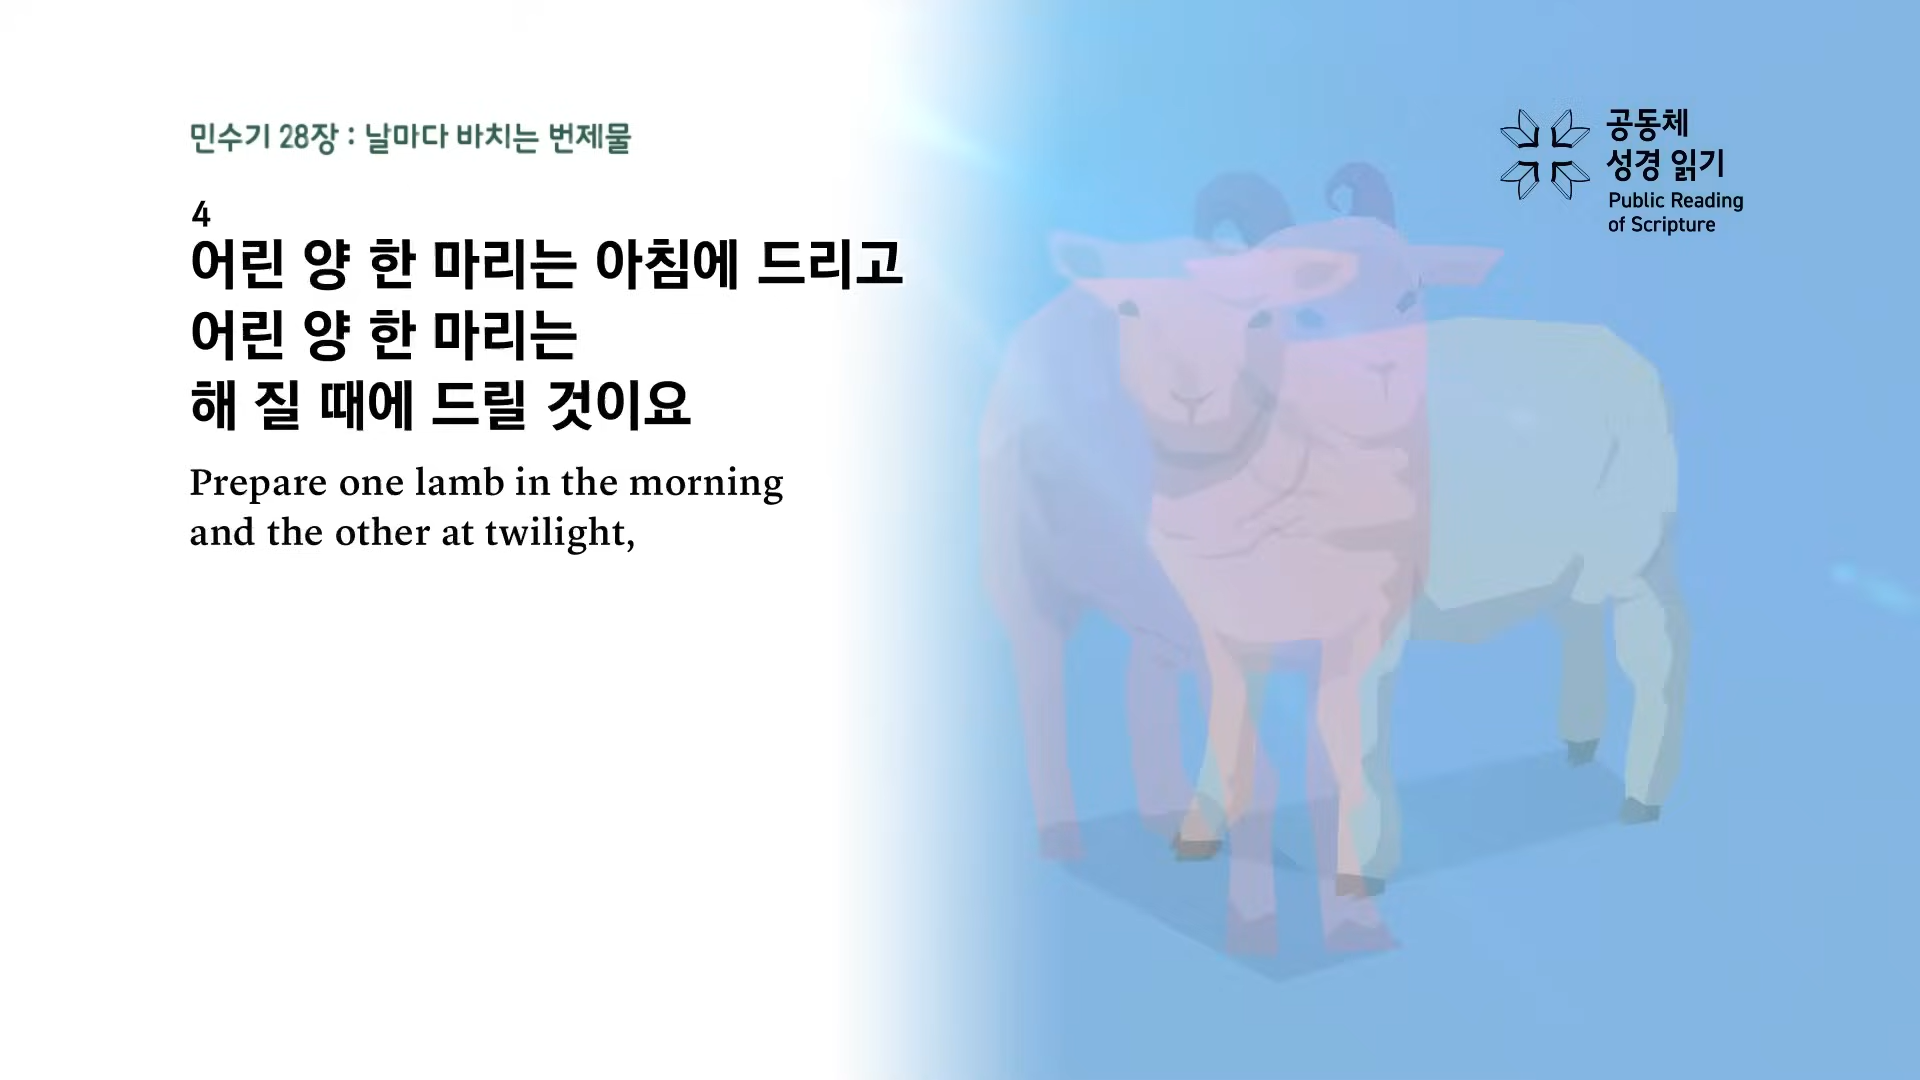 민수기 28장 : 날마다 바치는 번제물
4
어린 양 한 마리는 아침에 드리고
어린 양 한 마리는
해 질 때에 드릴 것이요
Prepare one lamb in the morning
and the other at twilight,
공동체
성경 읽기
Public Reading
of Scripture